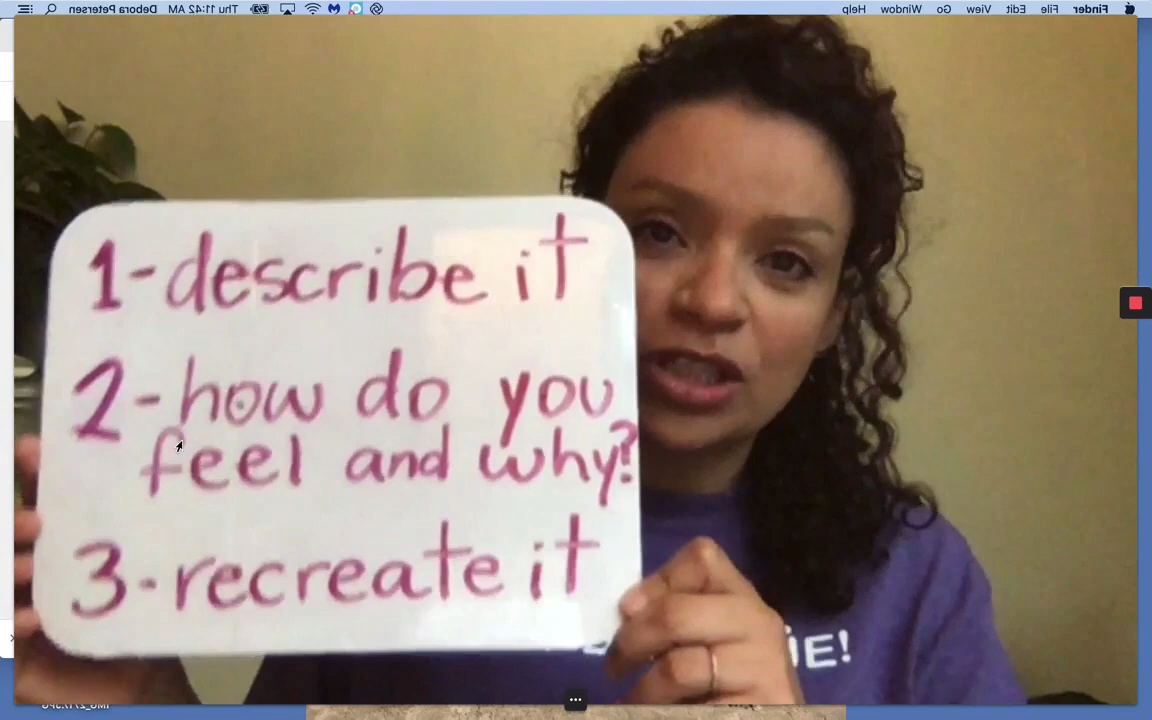 Finder File Edit View Go Window Help
Thu 11:42 AM Debora Petersen
1-describe it
2-how do you
feel and why?
3-recreate it